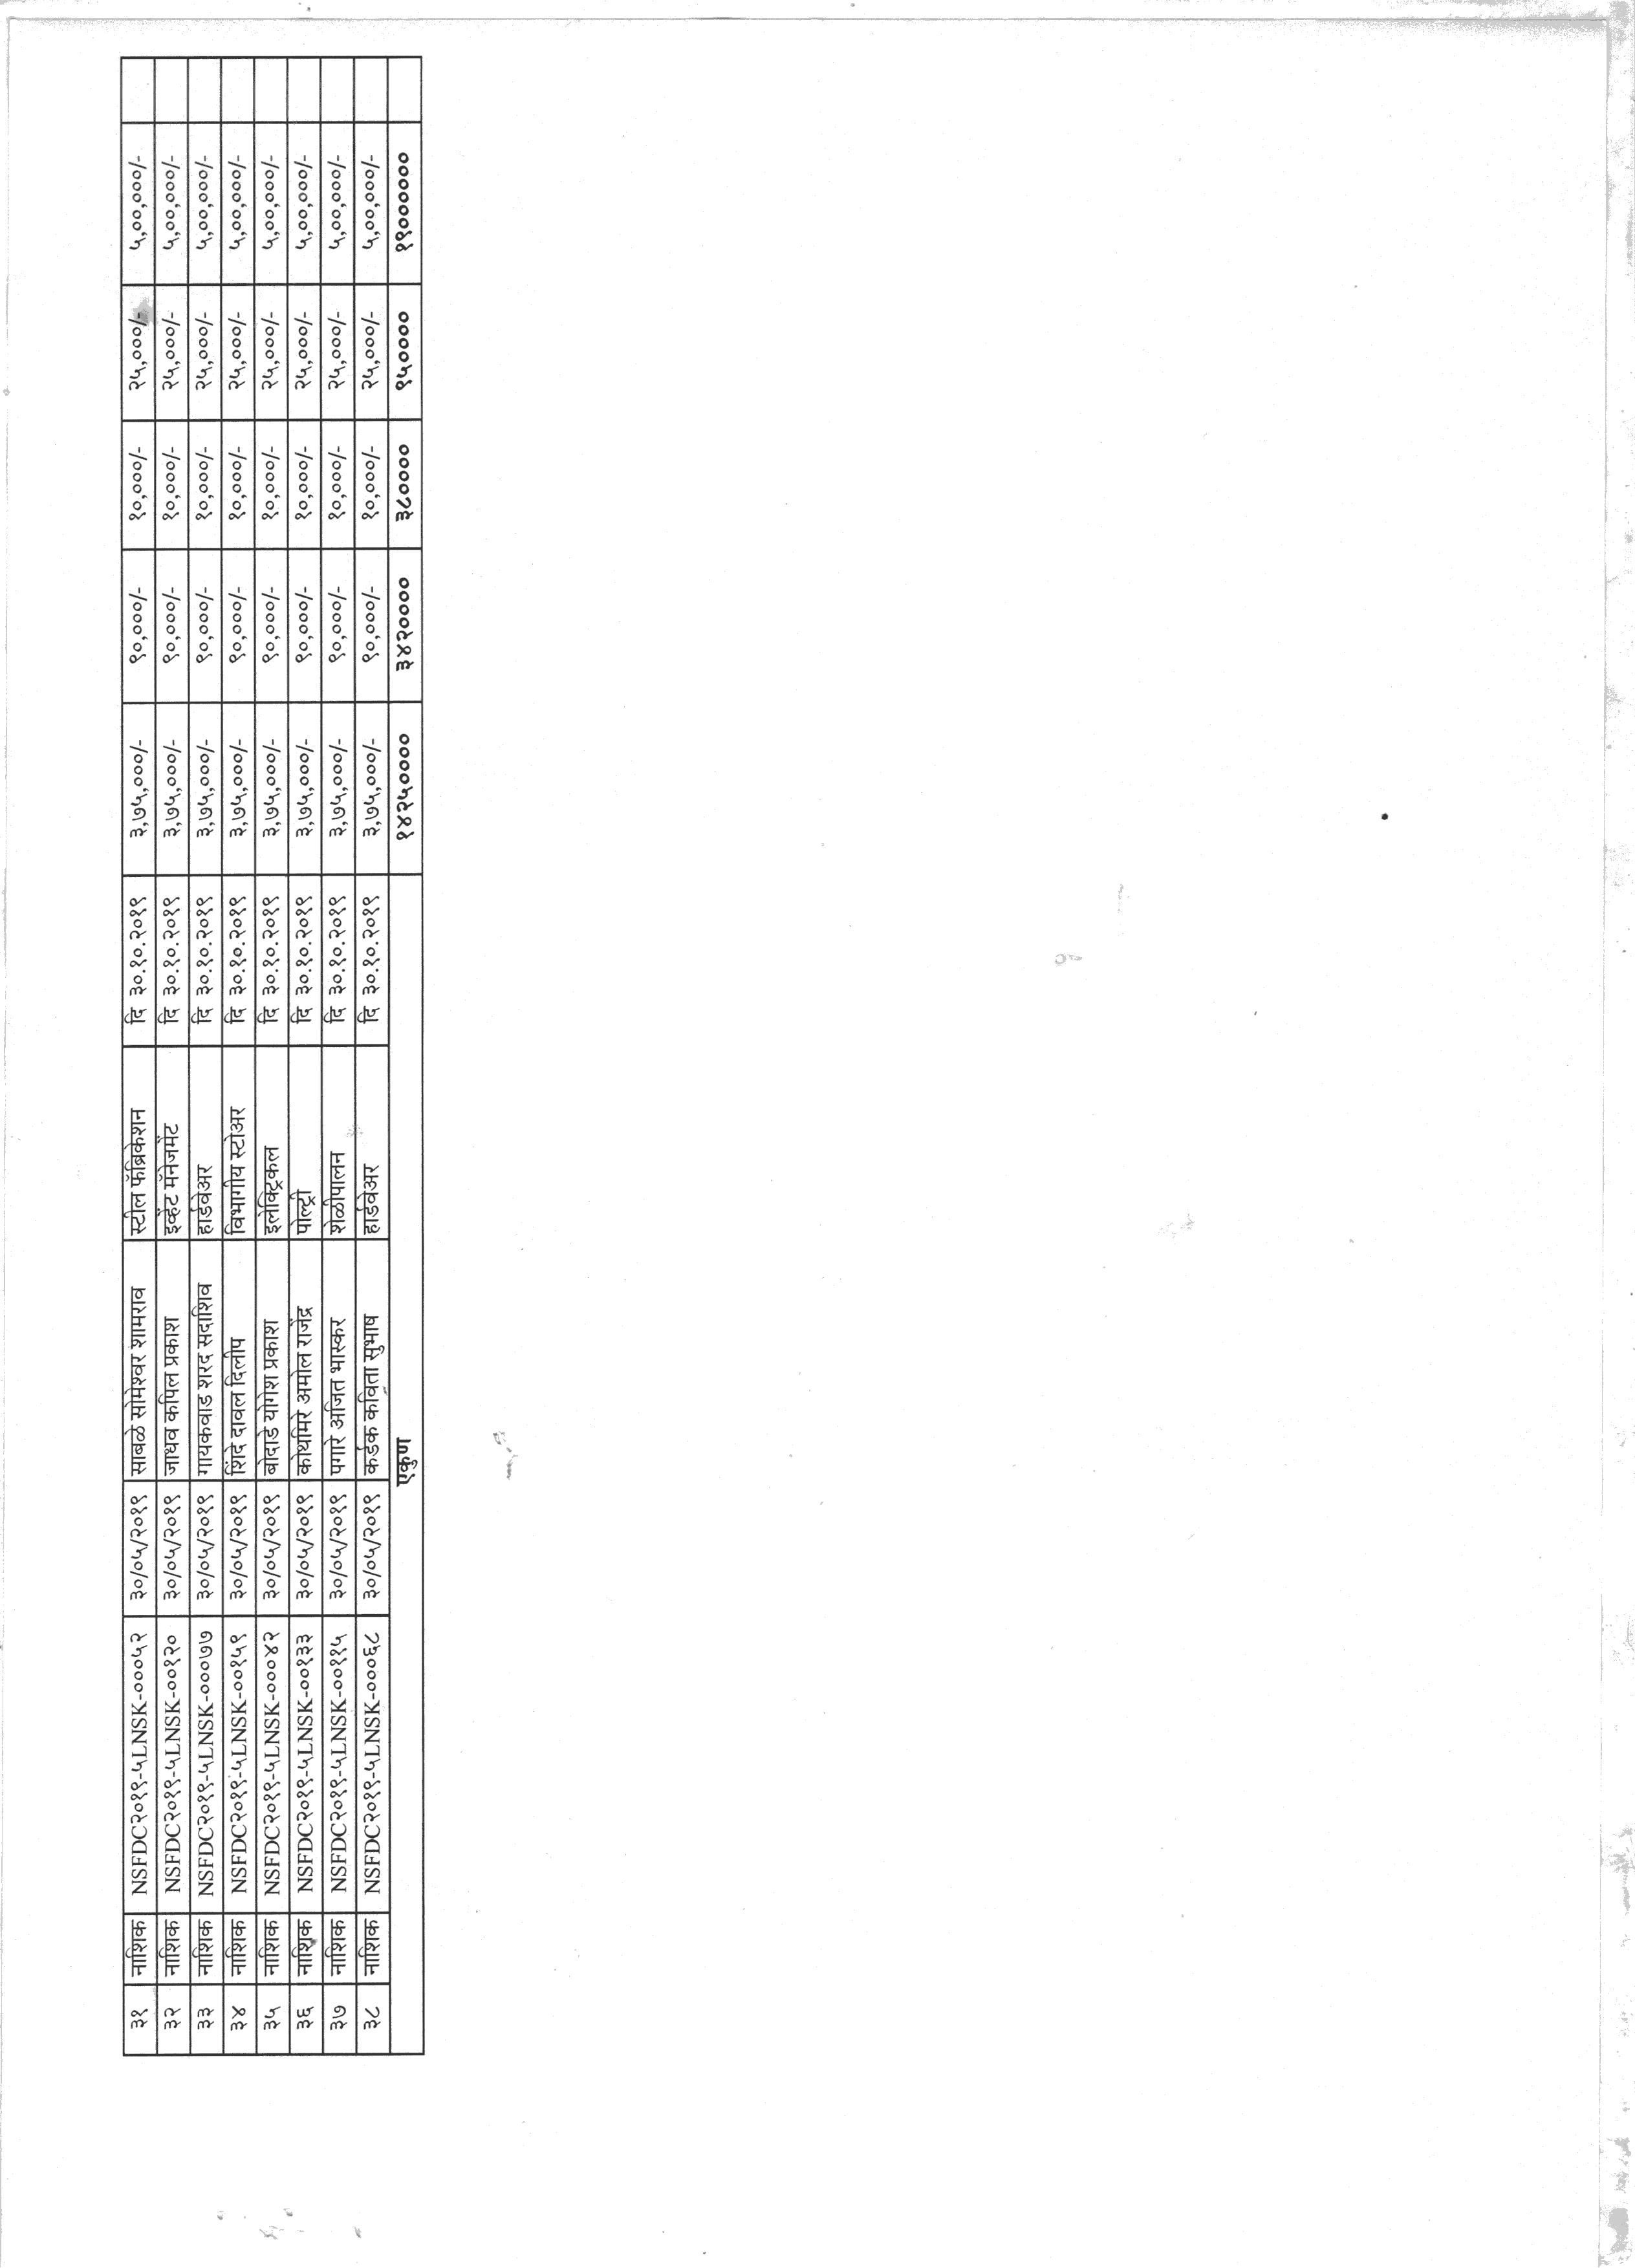 ३१ नाशिक NSFDC२०१९-५LNSK-०००५२ ३०/०५/२०१९ साबळे सोमेश्वर शामराव स्टील फॅब्रिकेशन दि ३०.१०.२०१९ ३,७५,०००/- ९०,०००/- १०,०००/- २५,०००/- ५,००,०००/-
३२ नाशिक NSFDC२०१९-५LNSK-००१२० ३०/०५/२०१९ जाधव कपिल प्रकाश इव्हेंट मॅनेजमेंट दि ३०.१०.२०१९ ३,७५,०००/- ९०,०००/- १०,०००/- २५,०००/- ५,००,०००/-
३३ नाशिक NSFDC२०१९-५LNSK-०००७७ ३०/०५/२०१९ गायकवाड शरद सदाशिव हार्डवेअर दि ३०.१०.२०१९ ३,७५,०००/- ९०,०००/- १०,०००/- २५,०००/- ५,००,०००/-
३४ नाशिक NSFDC२०१९-५LNSK-००१५९ ३०/०५/२०१९ शिंदे दावल दिलीप विभागीय स्टोअर दि ३०.१०.२०१९ ३,७५,०००/- ९०,०००/- १०,०००/- २५,०००/- ५,००,०००/-
३५ नाशिक NSFDC२०१९-५LNSK-०००४२ ३०/०५/२०१९ बोदाडे योगेश प्रकाश इलेक्ट्रिकल दि ३०.१०.२०१९ ३,७५,०००/- ९०,०००/- १०,०००/- २५,०००/- ५,००,०००/-
३६ नाशिक NSFDC२०१९-५LNSK-००१३३ ३०/०५/२०१९ कोथमिरे अमोल राजेंद्र पोल्ट्री दि ३०.१०.२०१९ ३,७५,०००/- ९०,०००/- १०,०००/- २५,०००/- ५,००,०००/-
३७ नाशिक NSFDC२०१९-५LNSK-००११५ ३०/०५/२०१९ पगारे अजित भास्कर शेळीपालन दि ३०.१०.२०१९ ३,७५,०००/- ९०,०००/- १०,०००/- २५,०००/- ५,००,०००/-
३८ नाशिक NSFDC२०१९-५LNSK-०००६८ ३०/०५/२०१९ कर्डक कविता सुभाष हार्डवेअर दि ३०.१०.२०१९ ३,७५,०००/- ९०,०००/- १०,०००/- २५,०००/- ५,००,०००/-
एकुण १४२५०००० ३४२०००० ३८०००० ९५०००० १९००००००